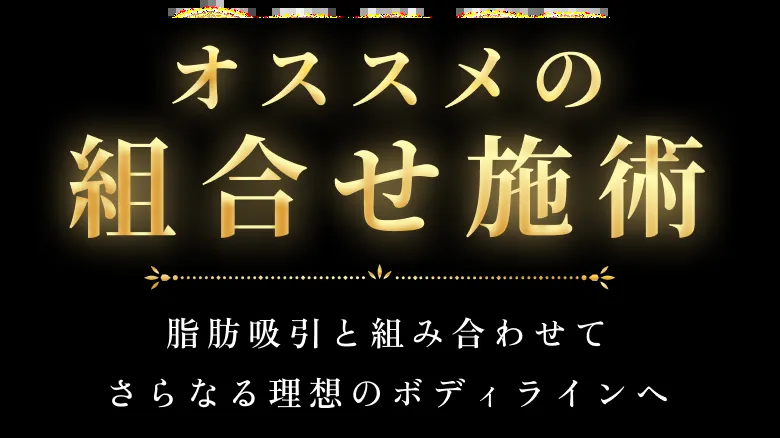 オススメの
組合せ施術
脂肪吸引と組み合わせて
さらなる理想のボディラインへ